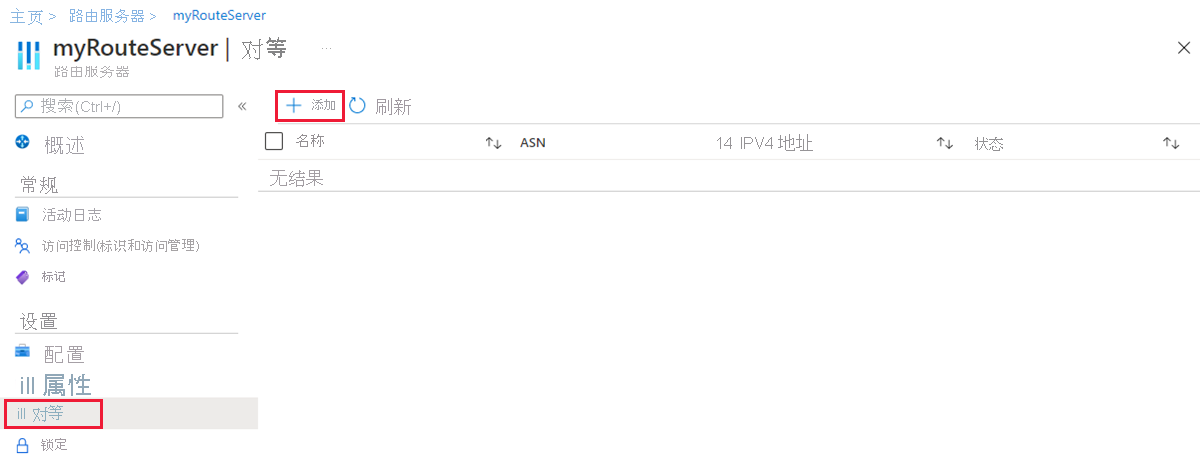 主页 > 路由服务器 > myRouteServer
myRouteServer | 对等 ...
路由服务器
搜索(Ctrl+/) «
添加 刷新
名称 ↑↓ ASN 14 IPV4 地址 ↑↓ 状态 ↑↓
无结果
概述
常规
活动日志
访问控制(标识和访问管理)
标记
设置
配置
ill 属性
ill 对等
锁定